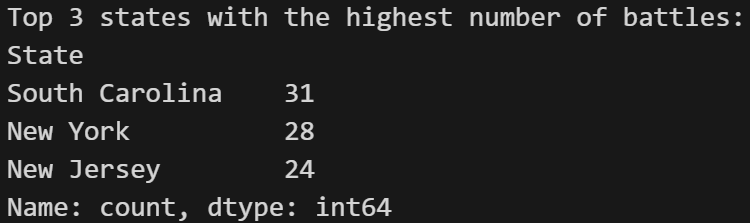 Top 3 states with the highest number of battles:
State
South Carolina    31
New York          28
New Jersey        24
Name: count, dtype: int64